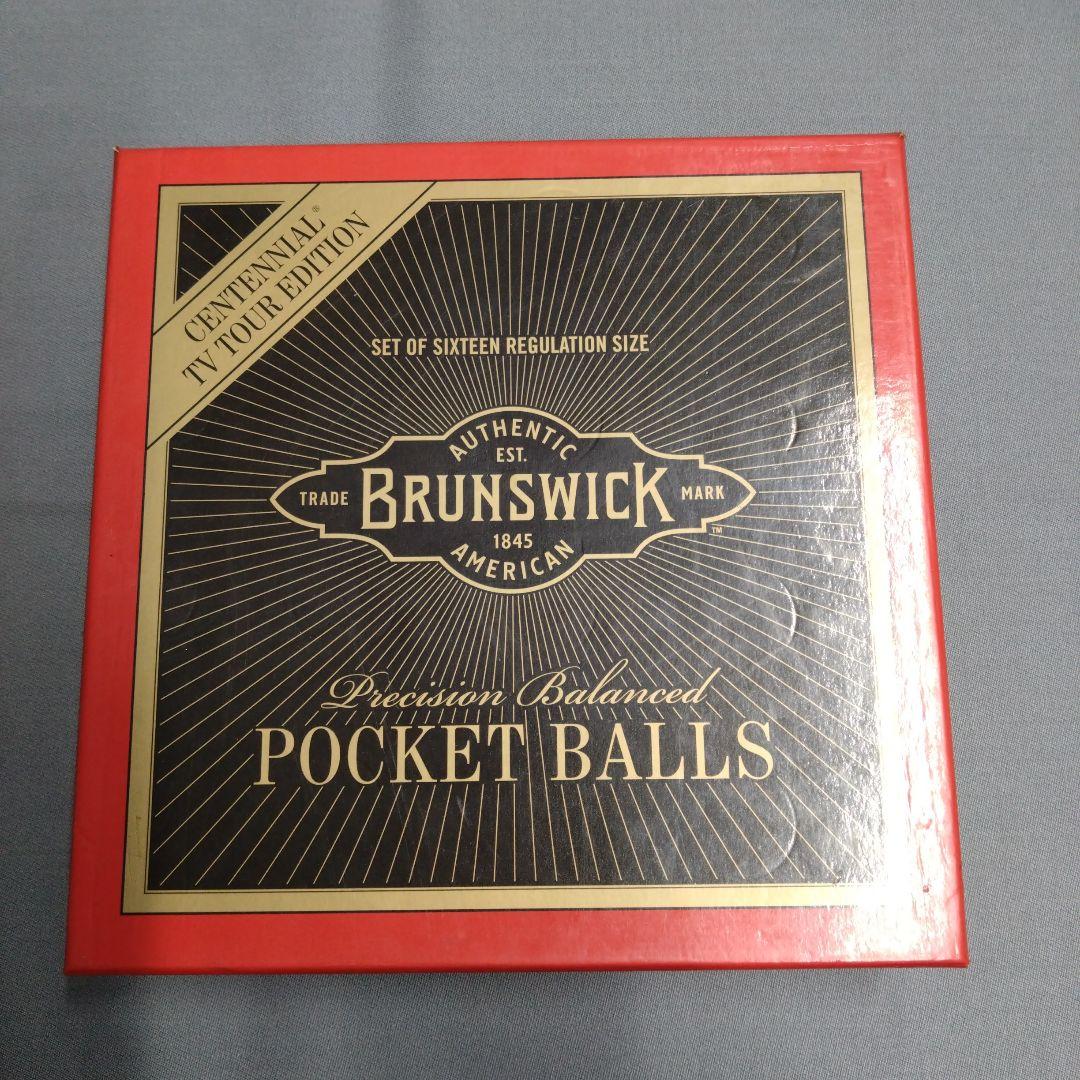 CENTENNIAL®
TV TOUR EDITION
SET OF SIXTEEN REGULATION SIZE
AUTHENTIC
EST.
TRADE BRUNSWICK MARK
™
1845
AMERICAN
Precision Balanced
POCKET BALLS